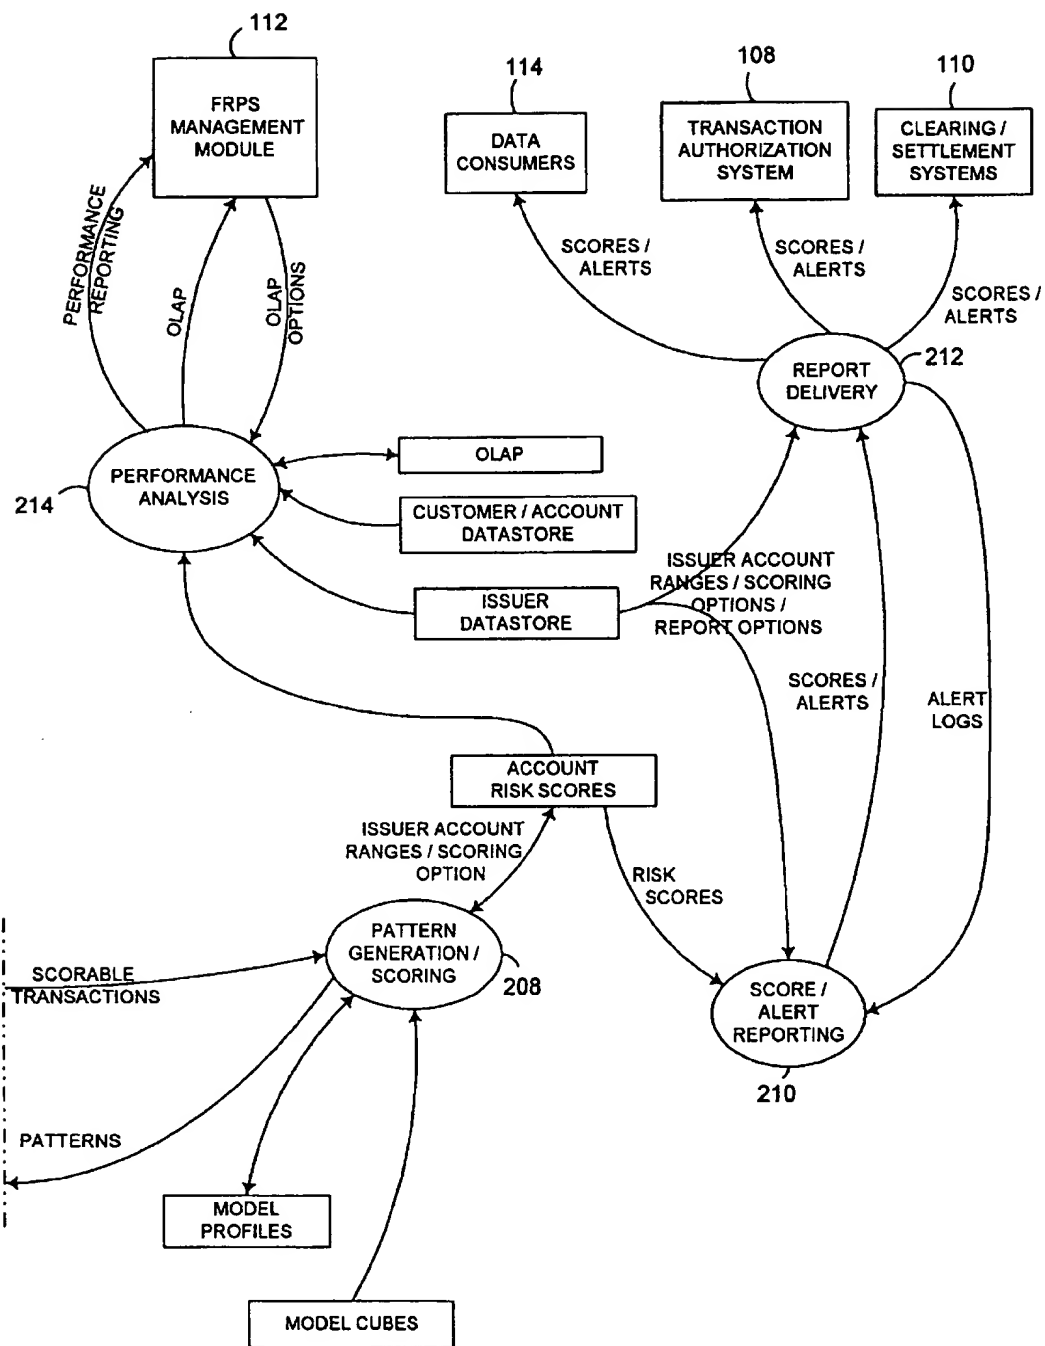 112
FRPS
MANAGEMENT
MODULE
114
DATA
CONSUMERS
108
TRANSACTION
AUTHORIZATION
SYSTEM
110
CLEARING /
SETTLEMENT
SYSTEMS
PERFORMANCE
REPORTING
OLAP
OLAP
OPTIONS
SCORES /
ALERTS
SCORES /
ALERTS
SCORES /
ALERTS
REPORT
DELIVERY
212
PERFORMANCE
ANALYSIS
214
OLAP
CUSTOMER / ACCOUNT
DATASTORE
ISSUER
DATASTORE
ISSUER ACCOUNT
RANGES / SCORING
OPTIONS /
REPORT OPTIONS
SCORES /
ALERTS
ALERT
LOGS
ACCOUNT
RISK SCORES
ISSUER ACCOUNT
RANGES / SCORING
OPTION
RISK
SCORES
PATTERN
GENERATION /
SCORING
208
SCORABLE
TRANSACTIONS
SCORE /
ALERT
REPORTING
210
PATTERNS
MODEL
PROFILES
MODEL CUBES